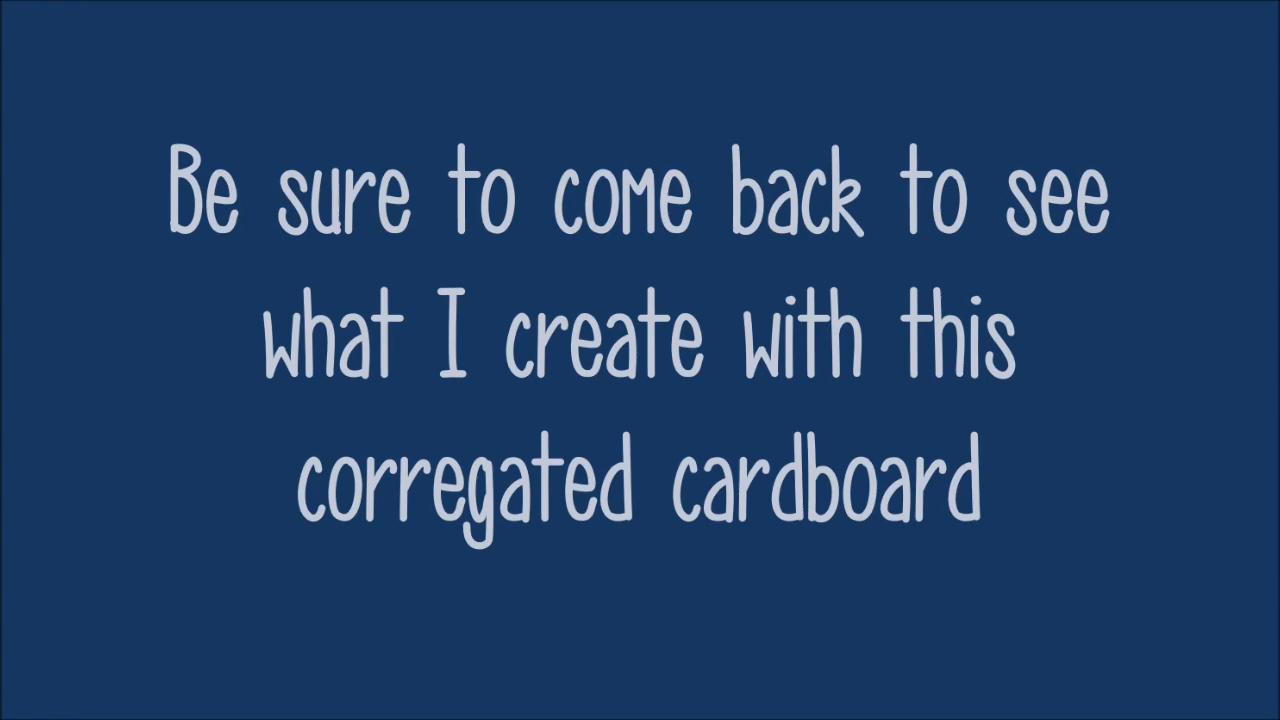 Be sure to come back to see
what I create with this
corregated cardboard